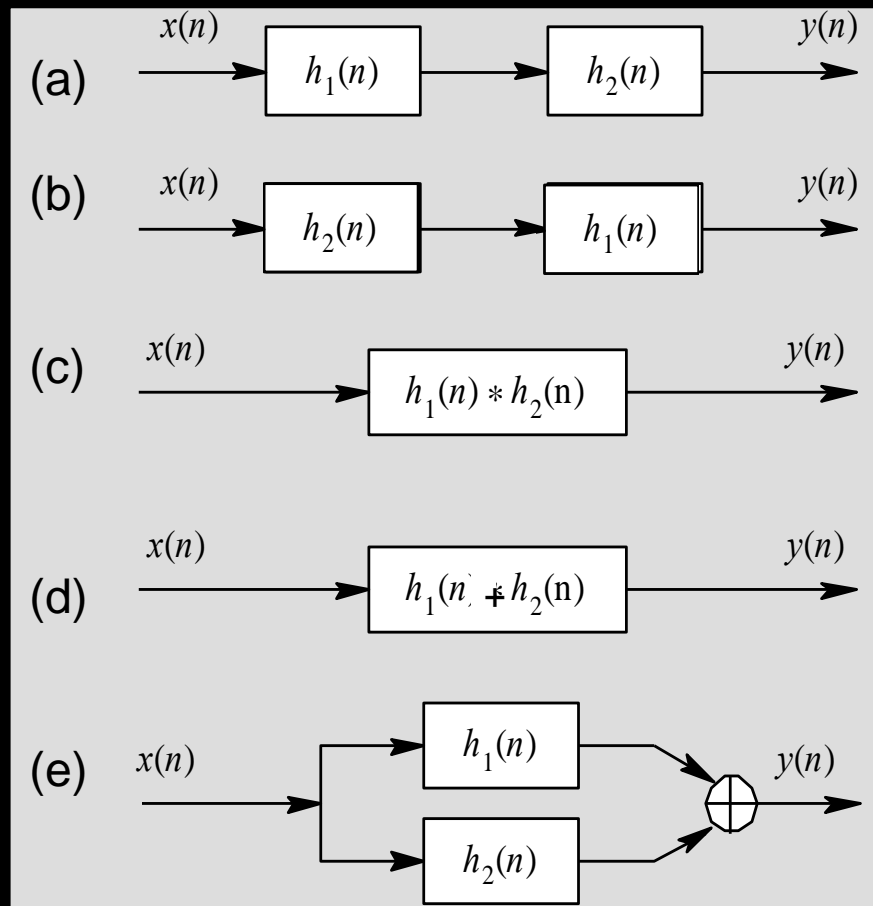 x(n) y(n)
(a) h₁(n) h₂(n)
x(n) y(n)
(b) h₂(n) h₁(n)
x(n) y(n)
(c) h₁(n) ∗ h₂(n)
x(n) y(n)
(d) h₁(n) + h₂(n)
h₁(n)
(e) x(n) y(n)
h₂(n)